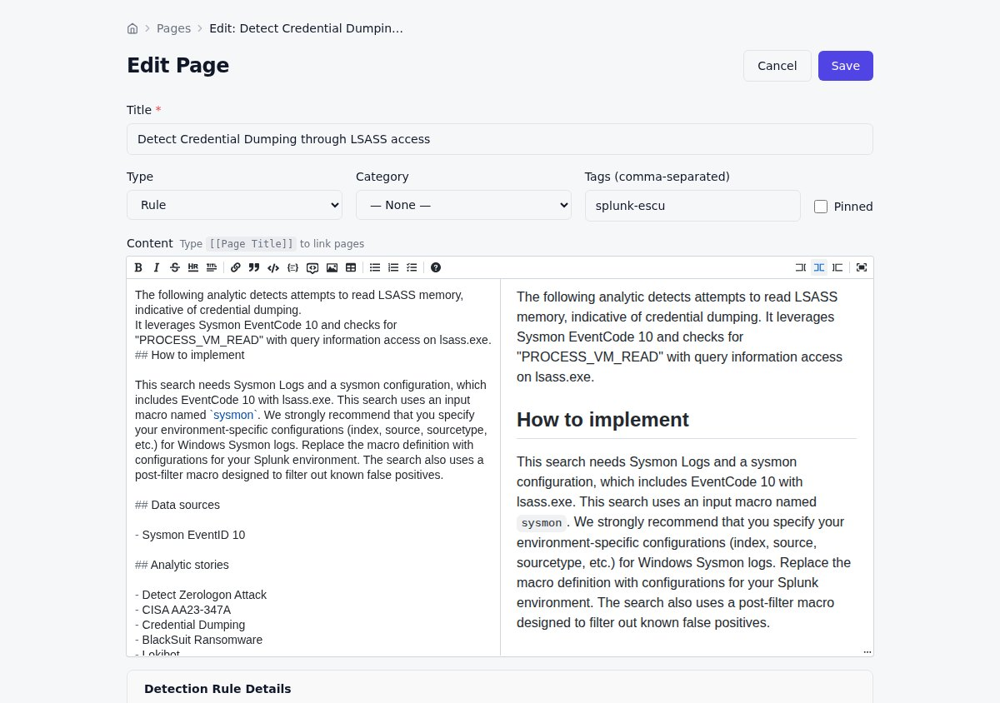 Pages
Edit: Detect Credential Dumpin...
Edit Page
Cancel
Save
Title *
Detect Credential Dumping through LSASS access
Type
Category
Tags (comma-separated)
Rule
— None —
splunk-escu
Pinned
Content Type [[Page Title]] to link pages
The following analytic detects attempts to read LSASS memory,
indicative of credential dumping.
It leverages Sysmon EventCode 10 and checks for
"PROCESS_VM_READ" with query information access on lsass.exe.
## How to implement
This search needs Sysmon Logs and a sysmon configuration, which
includes EventCode 10 with lsass.exe. This search uses an input
macro named `sysmon`. We strongly recommend that you specify
your environment-specific configurations (index, source, sourcetype,
etc.) for Windows Sysmon logs. Replace the macro definition with
configurations for your Splunk environment. The search also uses a
post-filter macro designed to filter out known false positives.
## Data sources
- Sysmon EventID 10
## Analytic stories
- Detect Zerologon Attack
- CISA AA23-347A
- Credential Dumping
- BlackSuit Ransomware
- Lokibot
The following analytic detects attempts to read LSASS
memory, indicative of credential dumping. It leverages
Sysmon EventCode 10 and checks for
"PROCESS_VM_READ" with query information access
on lsass.exe.
How to implement
This search needs Sysmon Logs and a sysmon
configuration, which includes EventCode 10 with
lsass.exe. This search uses an input macro named
sysmon. We strongly recommend that you specify your
environment-specific configurations (index, source,
sourcetype, etc.) for Windows Sysmon logs. Replace the
macro definition with configurations for your Splunk
environment. The search also uses a post-filter macro
designed to filter out known false positives.
Detection Rule Details